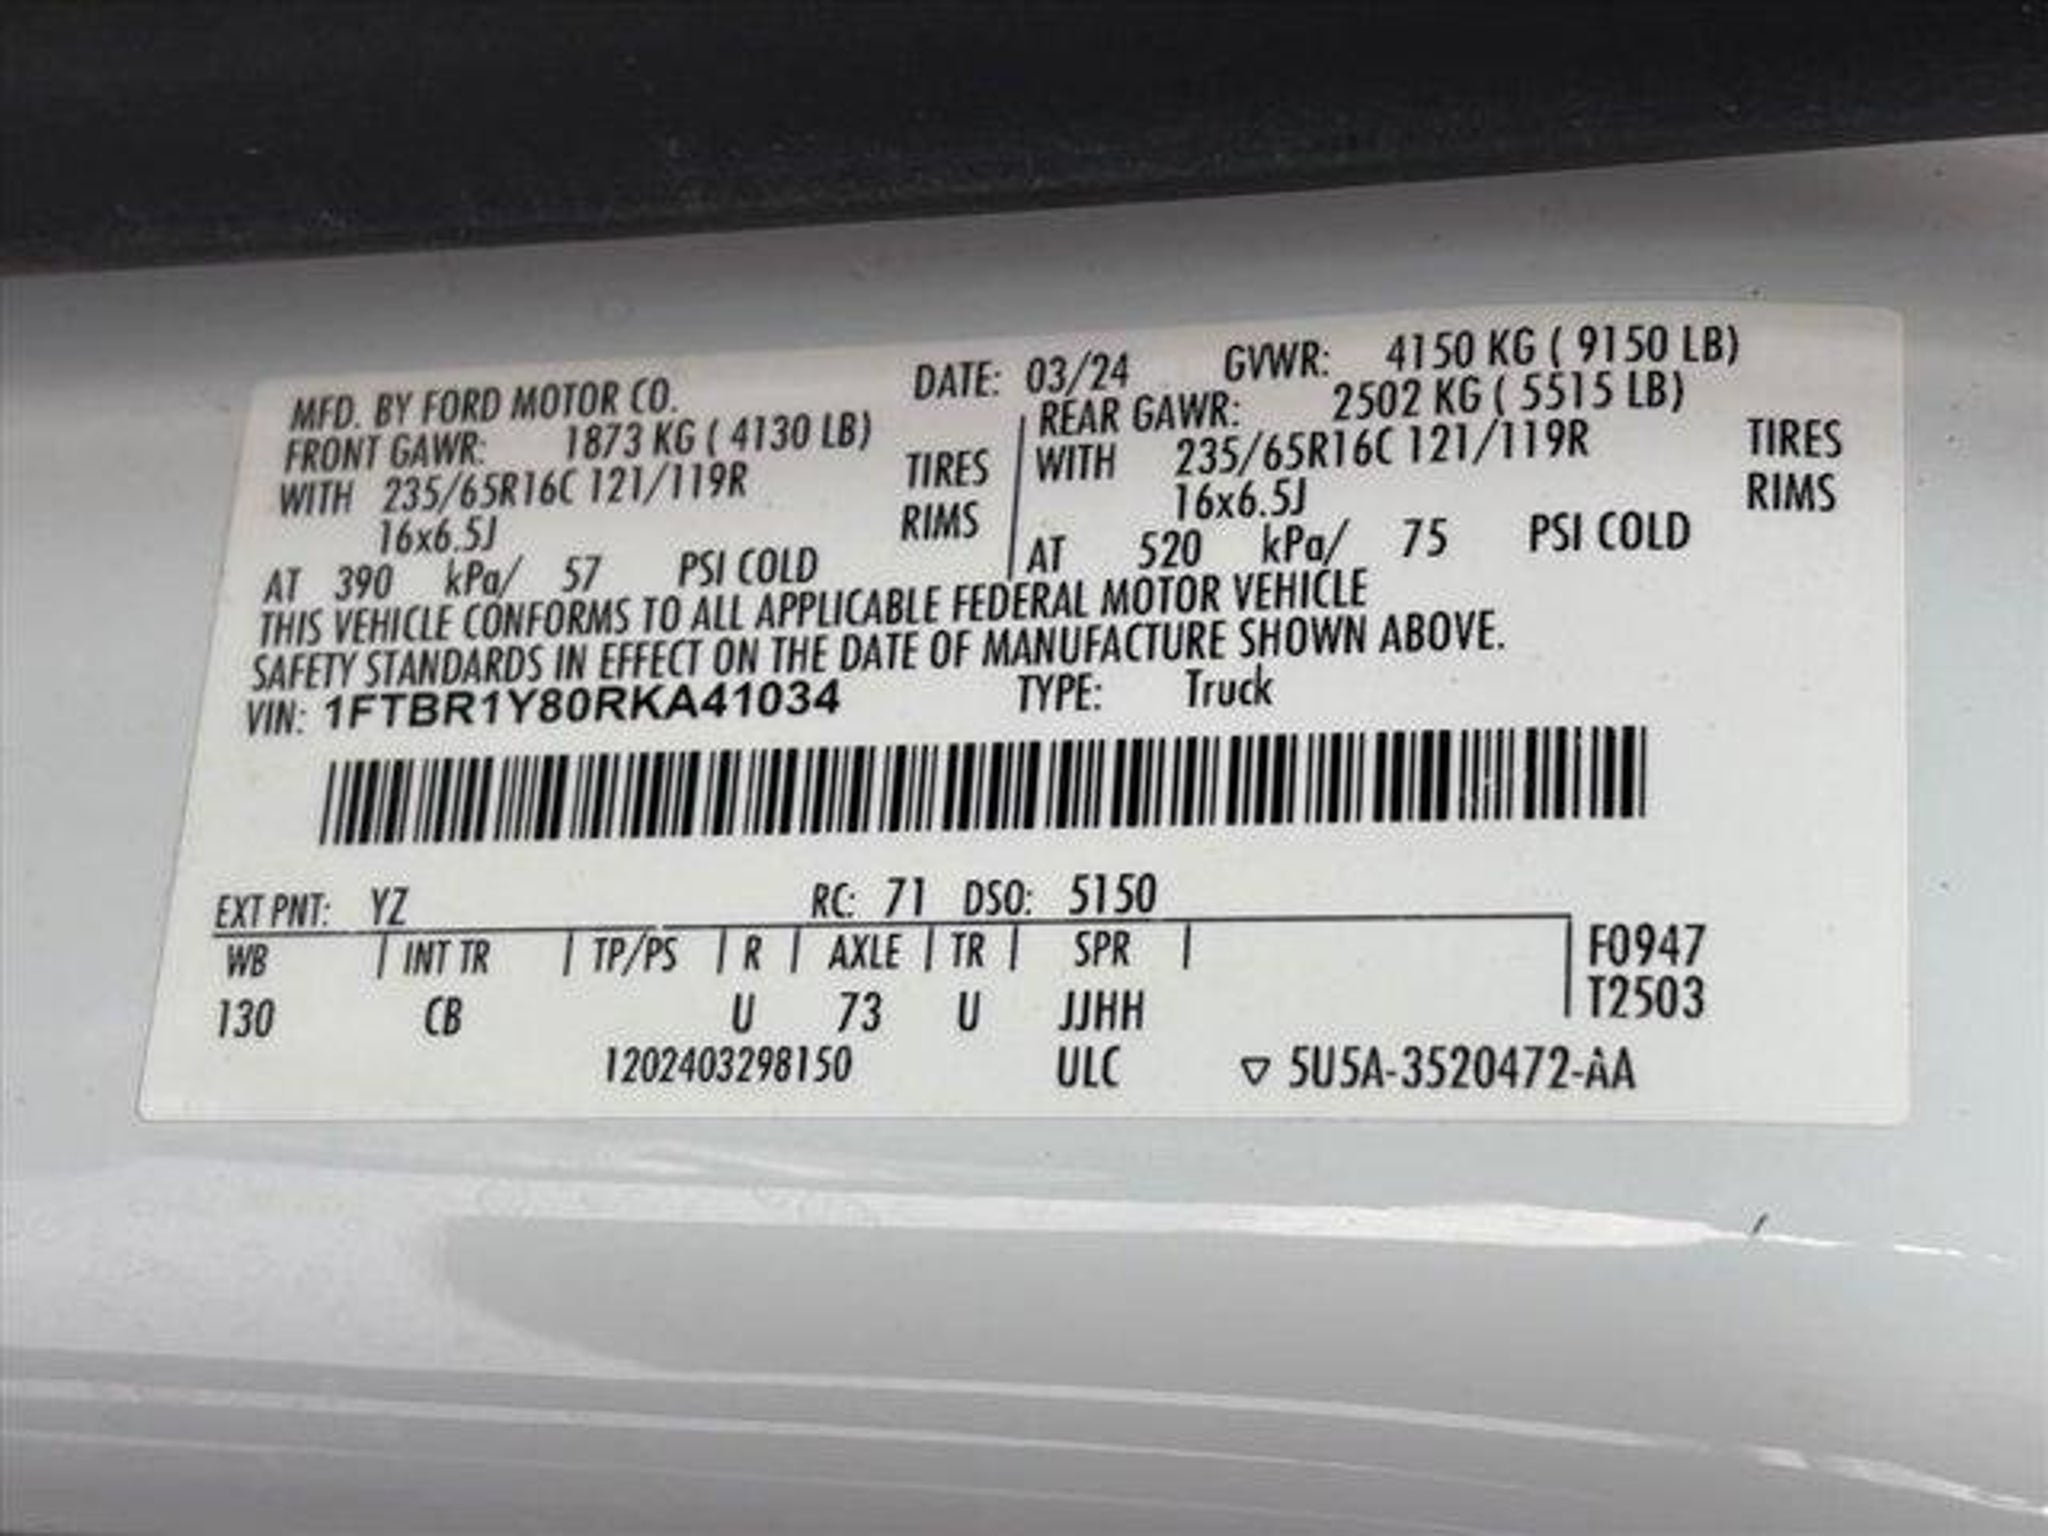 MFD. BY FORD MOTOR CO. DATE: 03/24 GVWR: 4150 KG ( 9150 LB)
FRONT GAWR: 1873 KG ( 4130 LB) REAR GAWR: 2502 KG ( 5515 LB)
WITH 235/65R16C 121/119R TIRES WITH 235/65R16C 121/119R TIRES
16x6.5J RIMS 16x6.5J RIMS
AT 390 kPa/ 57 PSI COLD AT 520 kPa/ 75 PSI COLD
THIS VEHICLE CONFORMS TO ALL APPLICABLE FEDERAL MOTOR VEHICLE
SAFETY STANDARDS IN EFFECT ON THE DATE OF MANUFACTURE SHOWN ABOVE.
VIN: 1FTBR1Y80RKA41034 TYPE: Truck
EXT PNT: YZ RC: 71 DSO: 5150
WB INT TR TP/PS R AXLE TR SPR F0947
130 CB U 73 U JJHH T2503
1202403298150 ULC ▽ 5U5A-3520472-AA